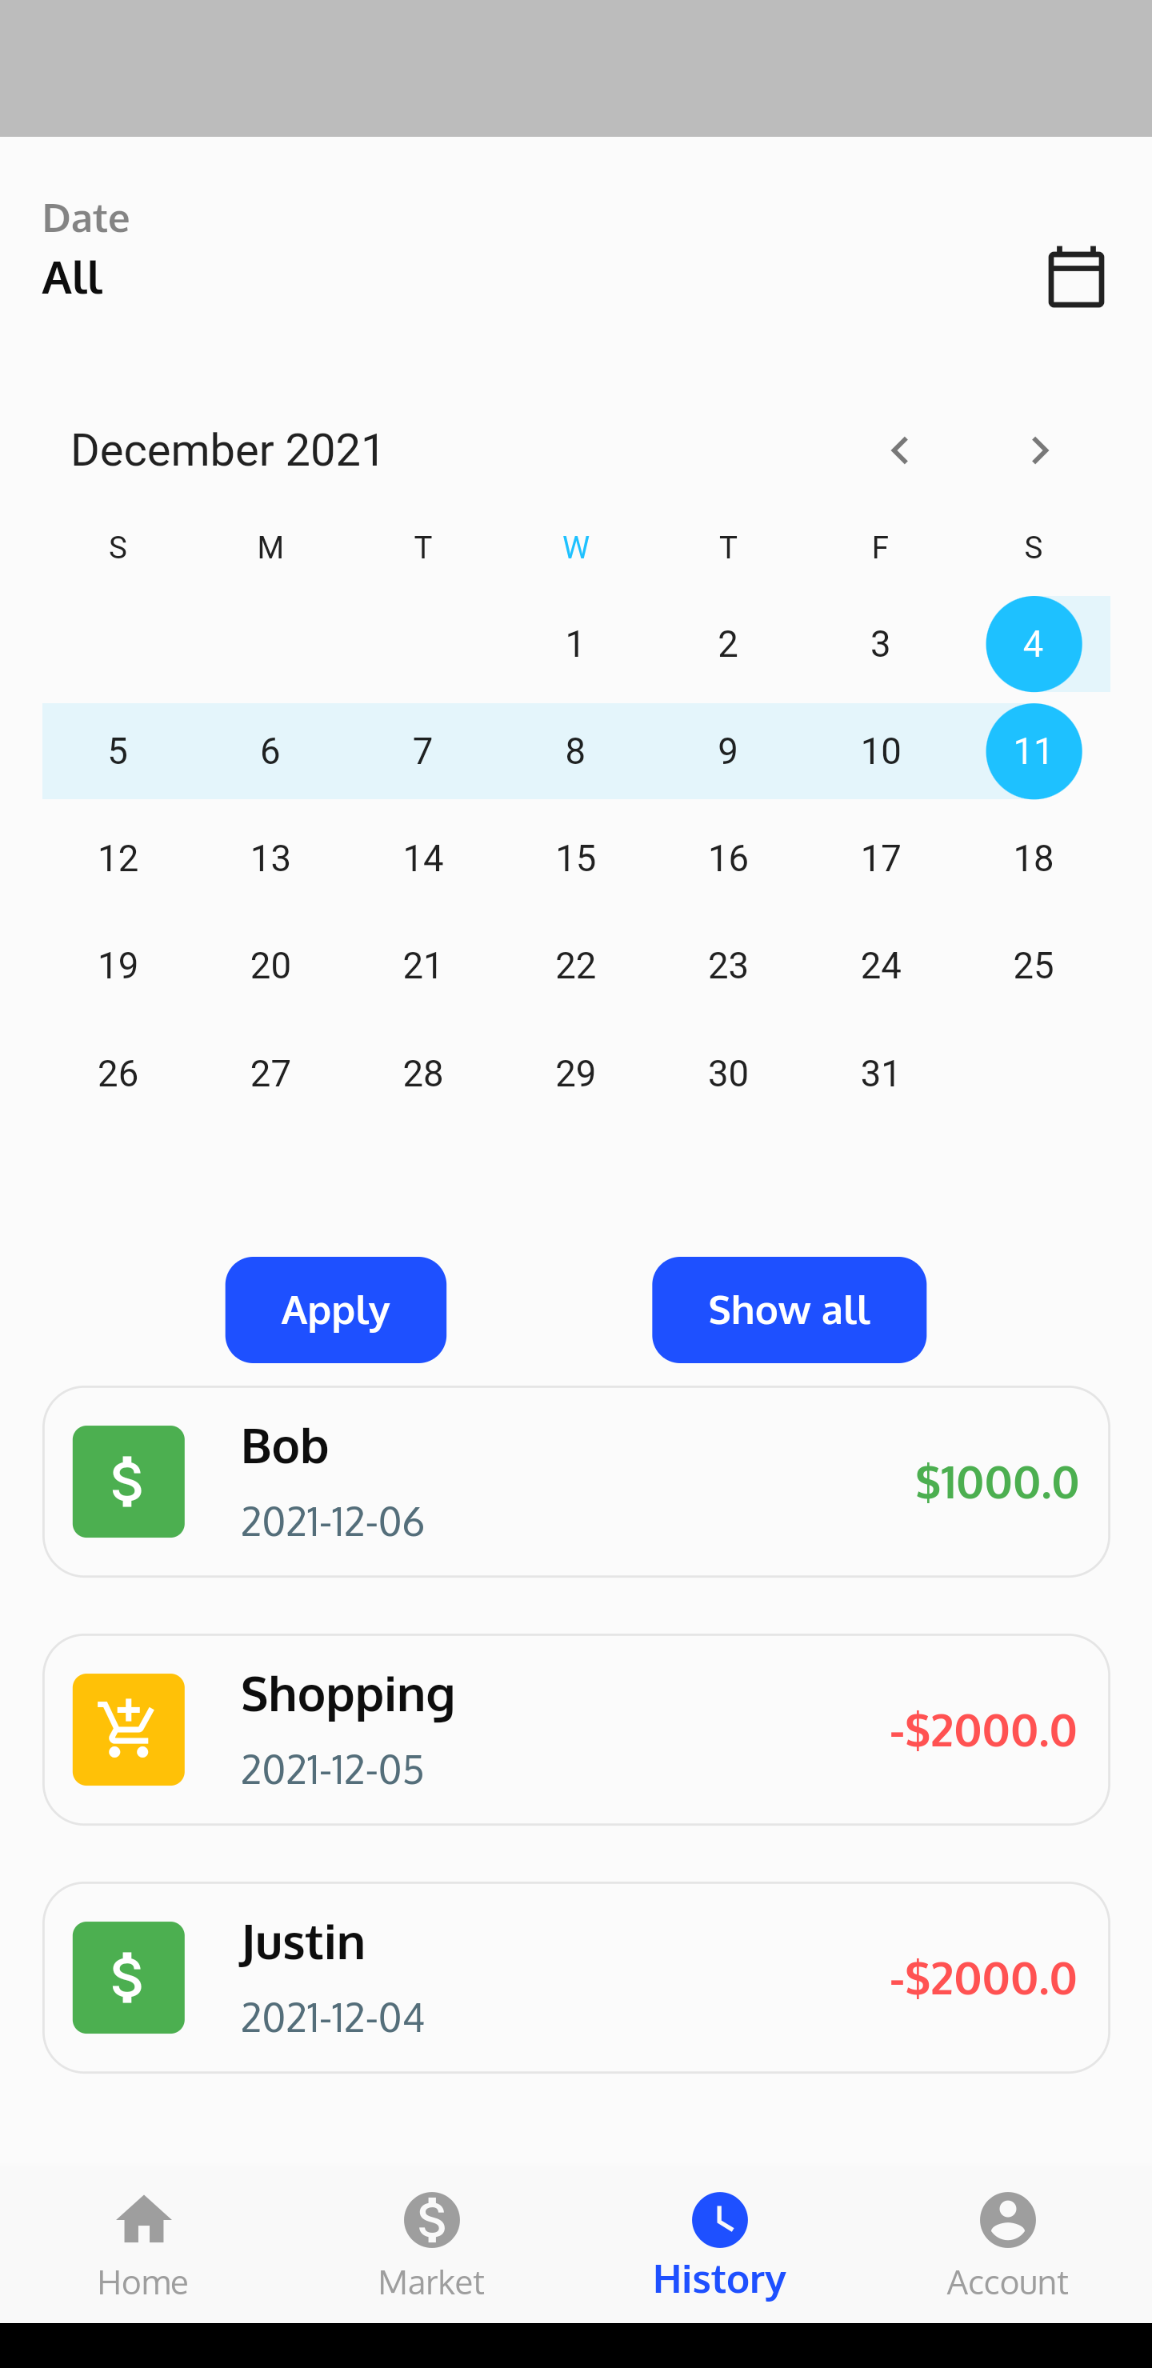 Date
All
December 2021
S M T W T F S
1 2 3 4
5 6 7 8 9 10 11
12 13 14 15 16 17 18
19 20 21 22 23 24 25
26 27 28 29 30 31
Apply Show all
Bob
$1000.0
2021-12-06
Shopping
-$2000.0
2021-12-05
Justin
-$2000.0
2021-12-04
Home Market History Account